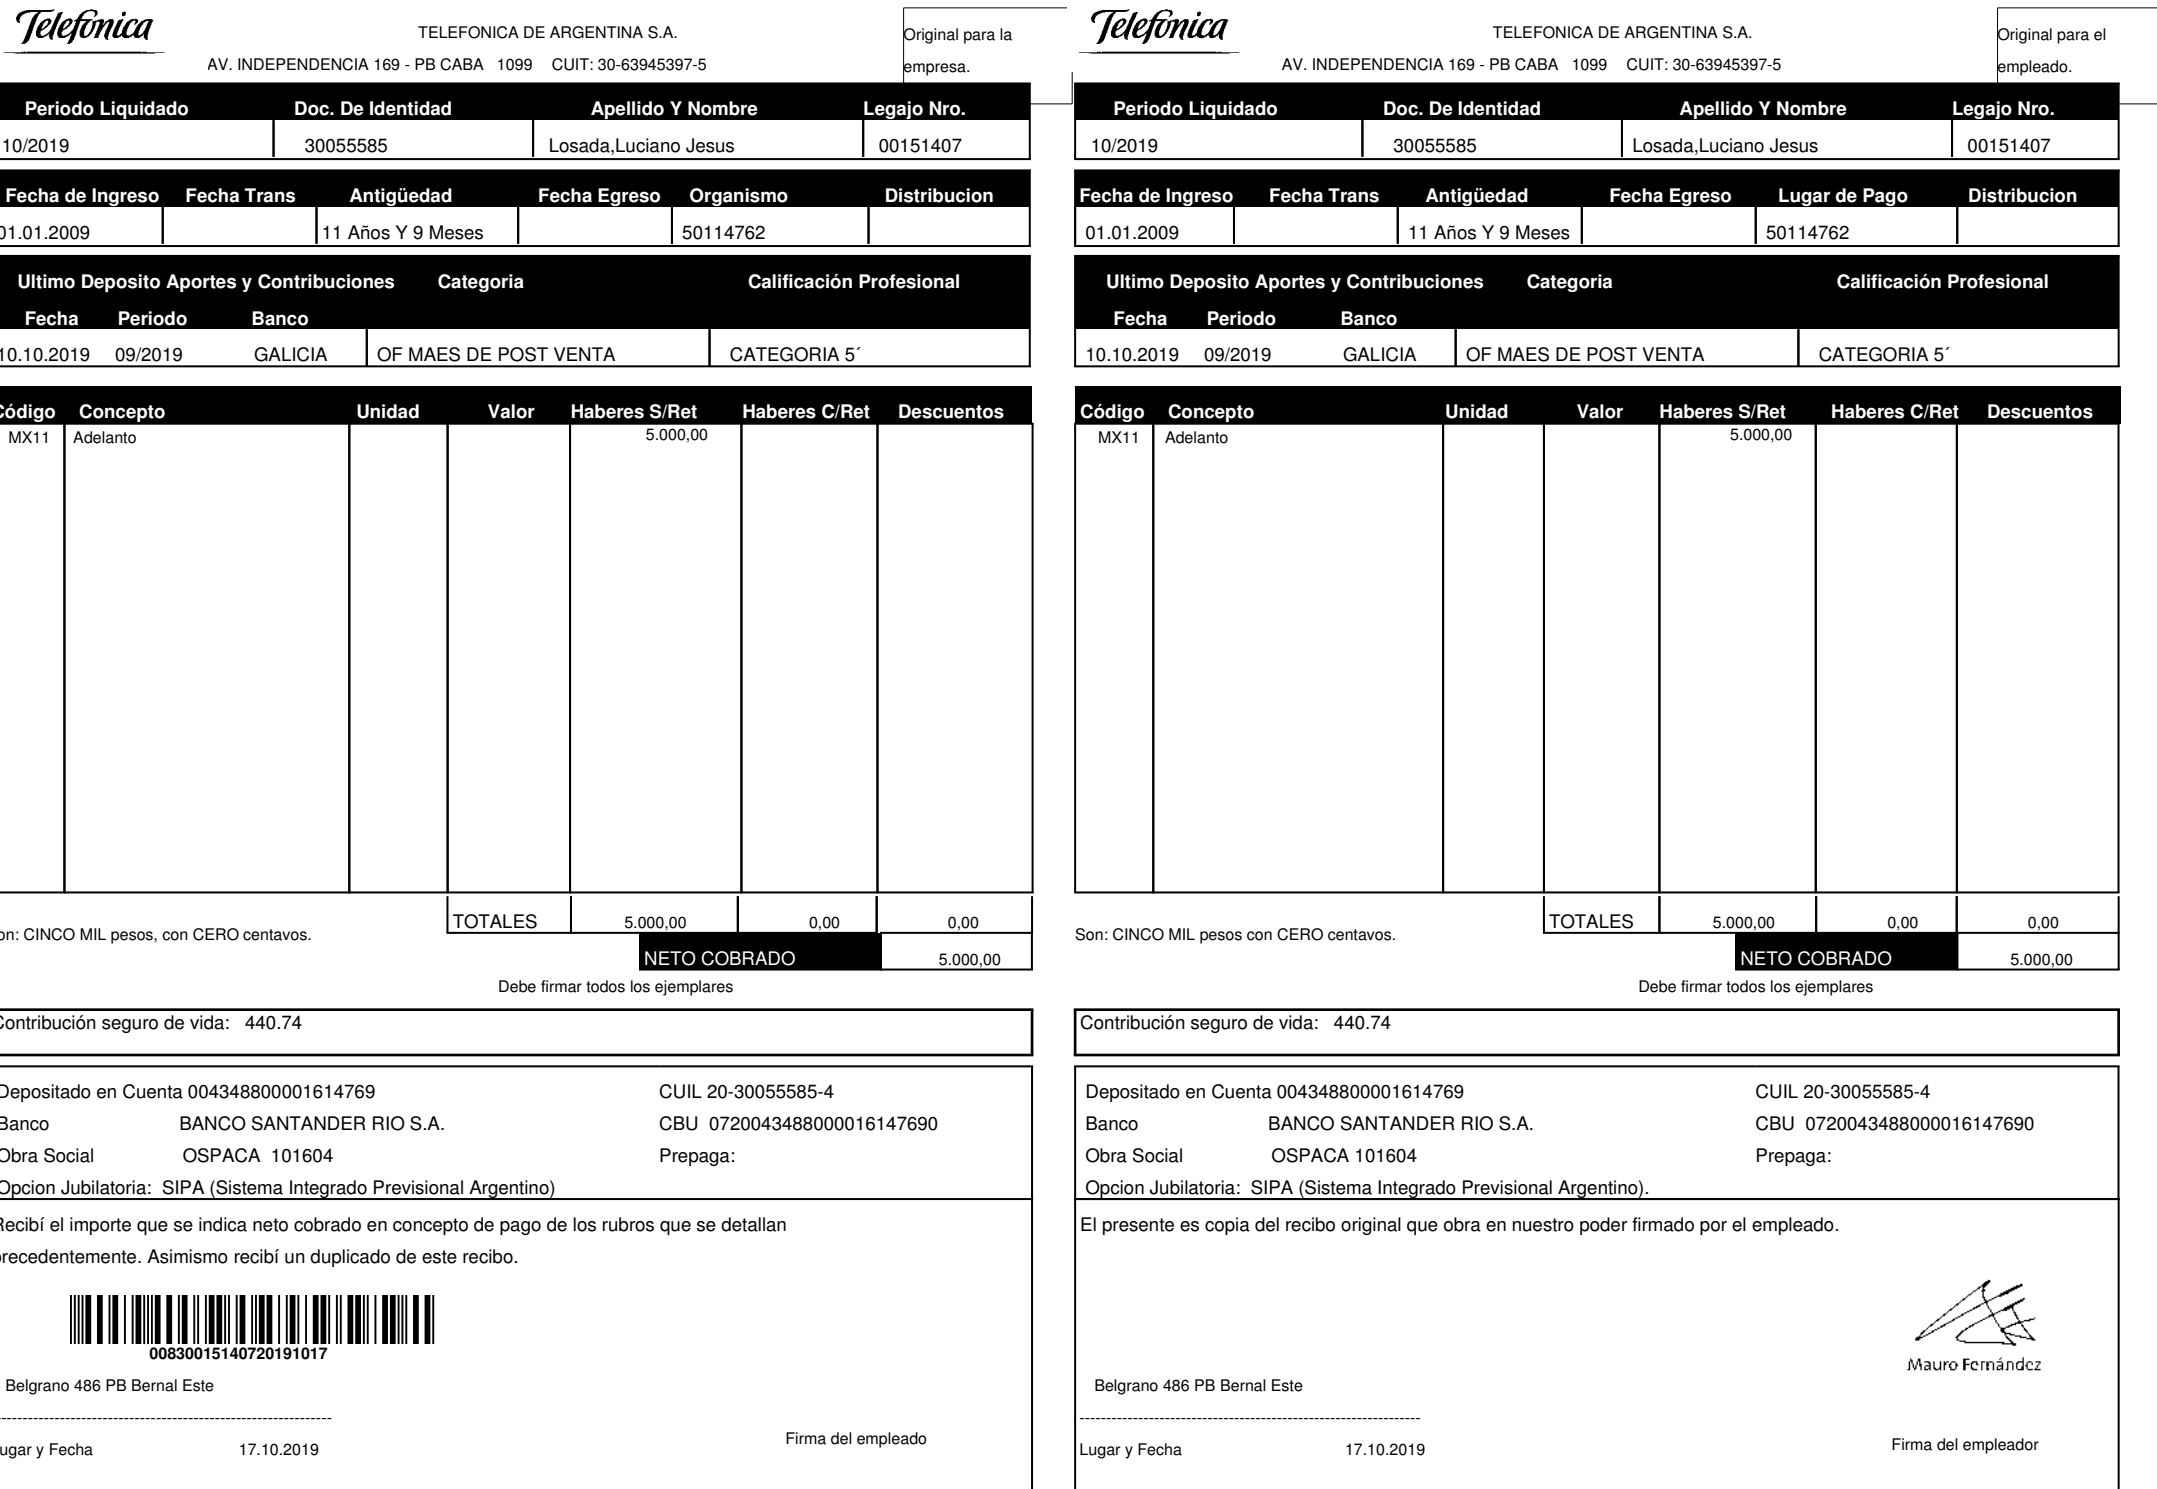 Telefónica
TELEFONICA DE ARGENTINA S.A.
Original para la
AV. INDEPENDENCIA 169 - PB CABA 1099 CUIT: 30-63945397-5
empresa.
Periodo Liquidado Doc. De Identidad Apellido Y Nombre Legajo Nro.
10/2019 30055585 Losada,Luciano Jesus 00151407
Fecha de Ingreso Fecha Trans Antigüedad Fecha Egreso Organismo Distribucion
01.01.2009 11 Años Y 9 Meses 50114762
Ultimo Deposito Aportes y Contribuciones Categoria Calificación Profesional
Fecha Periodo Banco
10.10.2019 09/2019 GALICIA OF MAES DE POST VENTA CATEGORIA 5´
Código Concepto Unidad Valor Haberes S/Ret Haberes C/Ret Descuentos
MX11 Adelanto 5.000,00
TOTALES 5.000,00 0,00 0,00
on: CINCO MIL pesos, con CERO centavos.
NETO COBRADO 5.000,00
Debe firmar todos los ejemplares
Contribución seguro de vida: 440.74
Depositado en Cuenta 004348800001614769 CUIL 20-30055585-4
Banco BANCO SANTANDER RIO S.A. CBU 0720043488000016147690
Obra Social OSPACA 101604 Prepaga:
Opcion Jubilatoria: SIPA (Sistema Integrado Previsional Argentino)
Recibí el importe que se indica neto cobrado en concepto de pago de los rubros que se detallan
precedentemente. Asimismo recibí un duplicado de este recibo.
00830015140720191017
Belgrano 486 PB Bernal Este
-----------------------------------------------------------------
ugar y Fecha 17.10.2019
Firma del empleado
Telefónica
TELEFONICA DE ARGENTINA S.A.
Original para el
AV. INDEPENDENCIA 169 - PB CABA 1099 CUIT: 30-63945397-5
empleado.
Periodo Liquidado Doc. De Identidad Apellido Y Nombre Legajo Nro.
10/2019 30055585 Losada,Luciano Jesus 00151407
Fecha de Ingreso Fecha Trans Antigüedad Fecha Egreso Lugar de Pago Distribucion
01.01.2009 11 Años Y 9 Meses 50114762
Ultimo Deposito Aportes y Contribuciones Categoria Calificación Profesional
Fecha Periodo Banco
10.10.2019 09/2019 GALICIA OF MAES DE POST VENTA CATEGORIA 5´
Código Concepto Unidad Valor Haberes S/Ret Haberes C/Ret Descuentos
MX11 Adelanto 5.000,00
TOTALES 5.000,00 0,00 0,00
Son: CINCO MIL pesos con CERO centavos.
NETO COBRADO 5.000,00
Debe firmar todos los ejemplares
Contribución seguro de vida: 440.74
Depositado en Cuenta 004348800001614769 CUIL 20-30055585-4
Banco BANCO SANTANDER RIO S.A. CBU 0720043488000016147690
Obra Social OSPACA 101604 Prepaga:
Opcion Jubilatoria: SIPA (Sistema Integrado Previsional Argentino).
El presente es copia del recibo original que obra en nuestro poder firmado por el empleado.
Mauro Fernández
Belgrano 486 PB Bernal Este
-----------------------------------------------------------------
Lugar y Fecha 17.10.2019
Firma del empleador